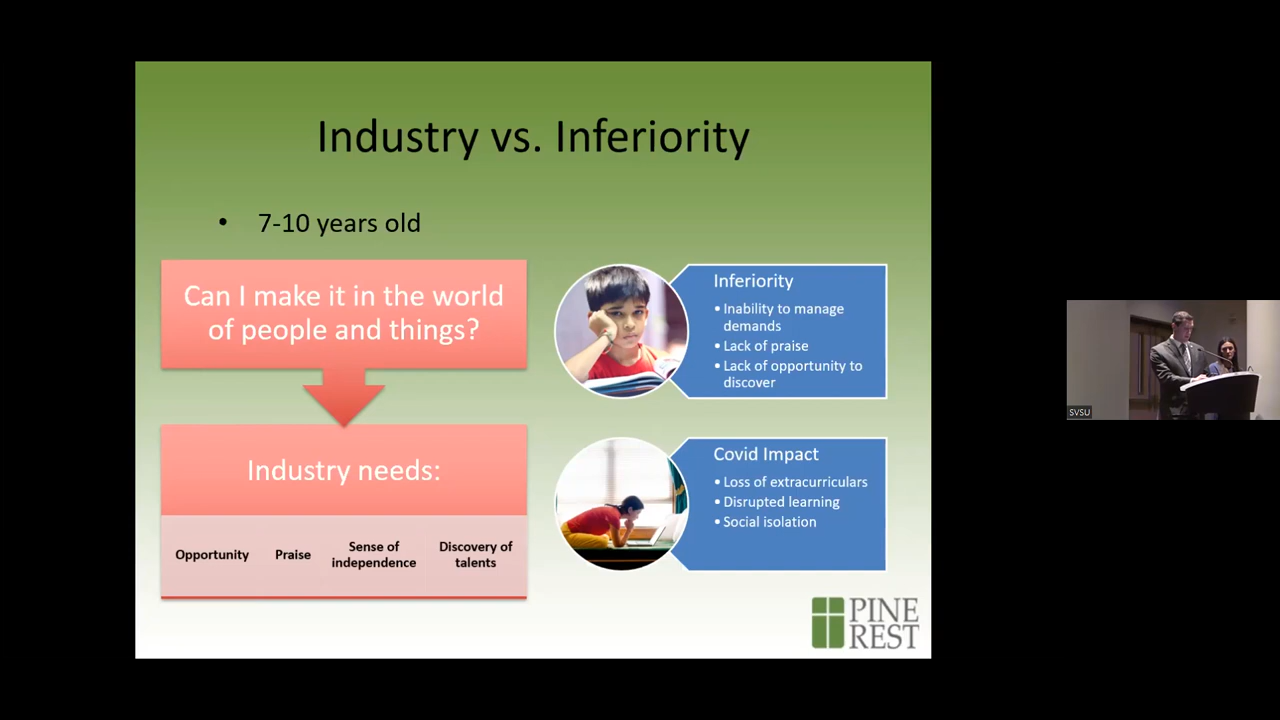 Industry vs. Inferiority
• 7-10 years old
Can I make it in the world
of people and things?
Industry needs:
Opportunity
Praise
Sense of
independence
Discovery of
talents
Inferiority
• Inability to manage
demands
• Lack of praise
• Lack of opportunity to
discover
Covid Impact
• Loss of extracurriculars
• Disrupted learning
• Social isolation
PINE
REST
SVSU